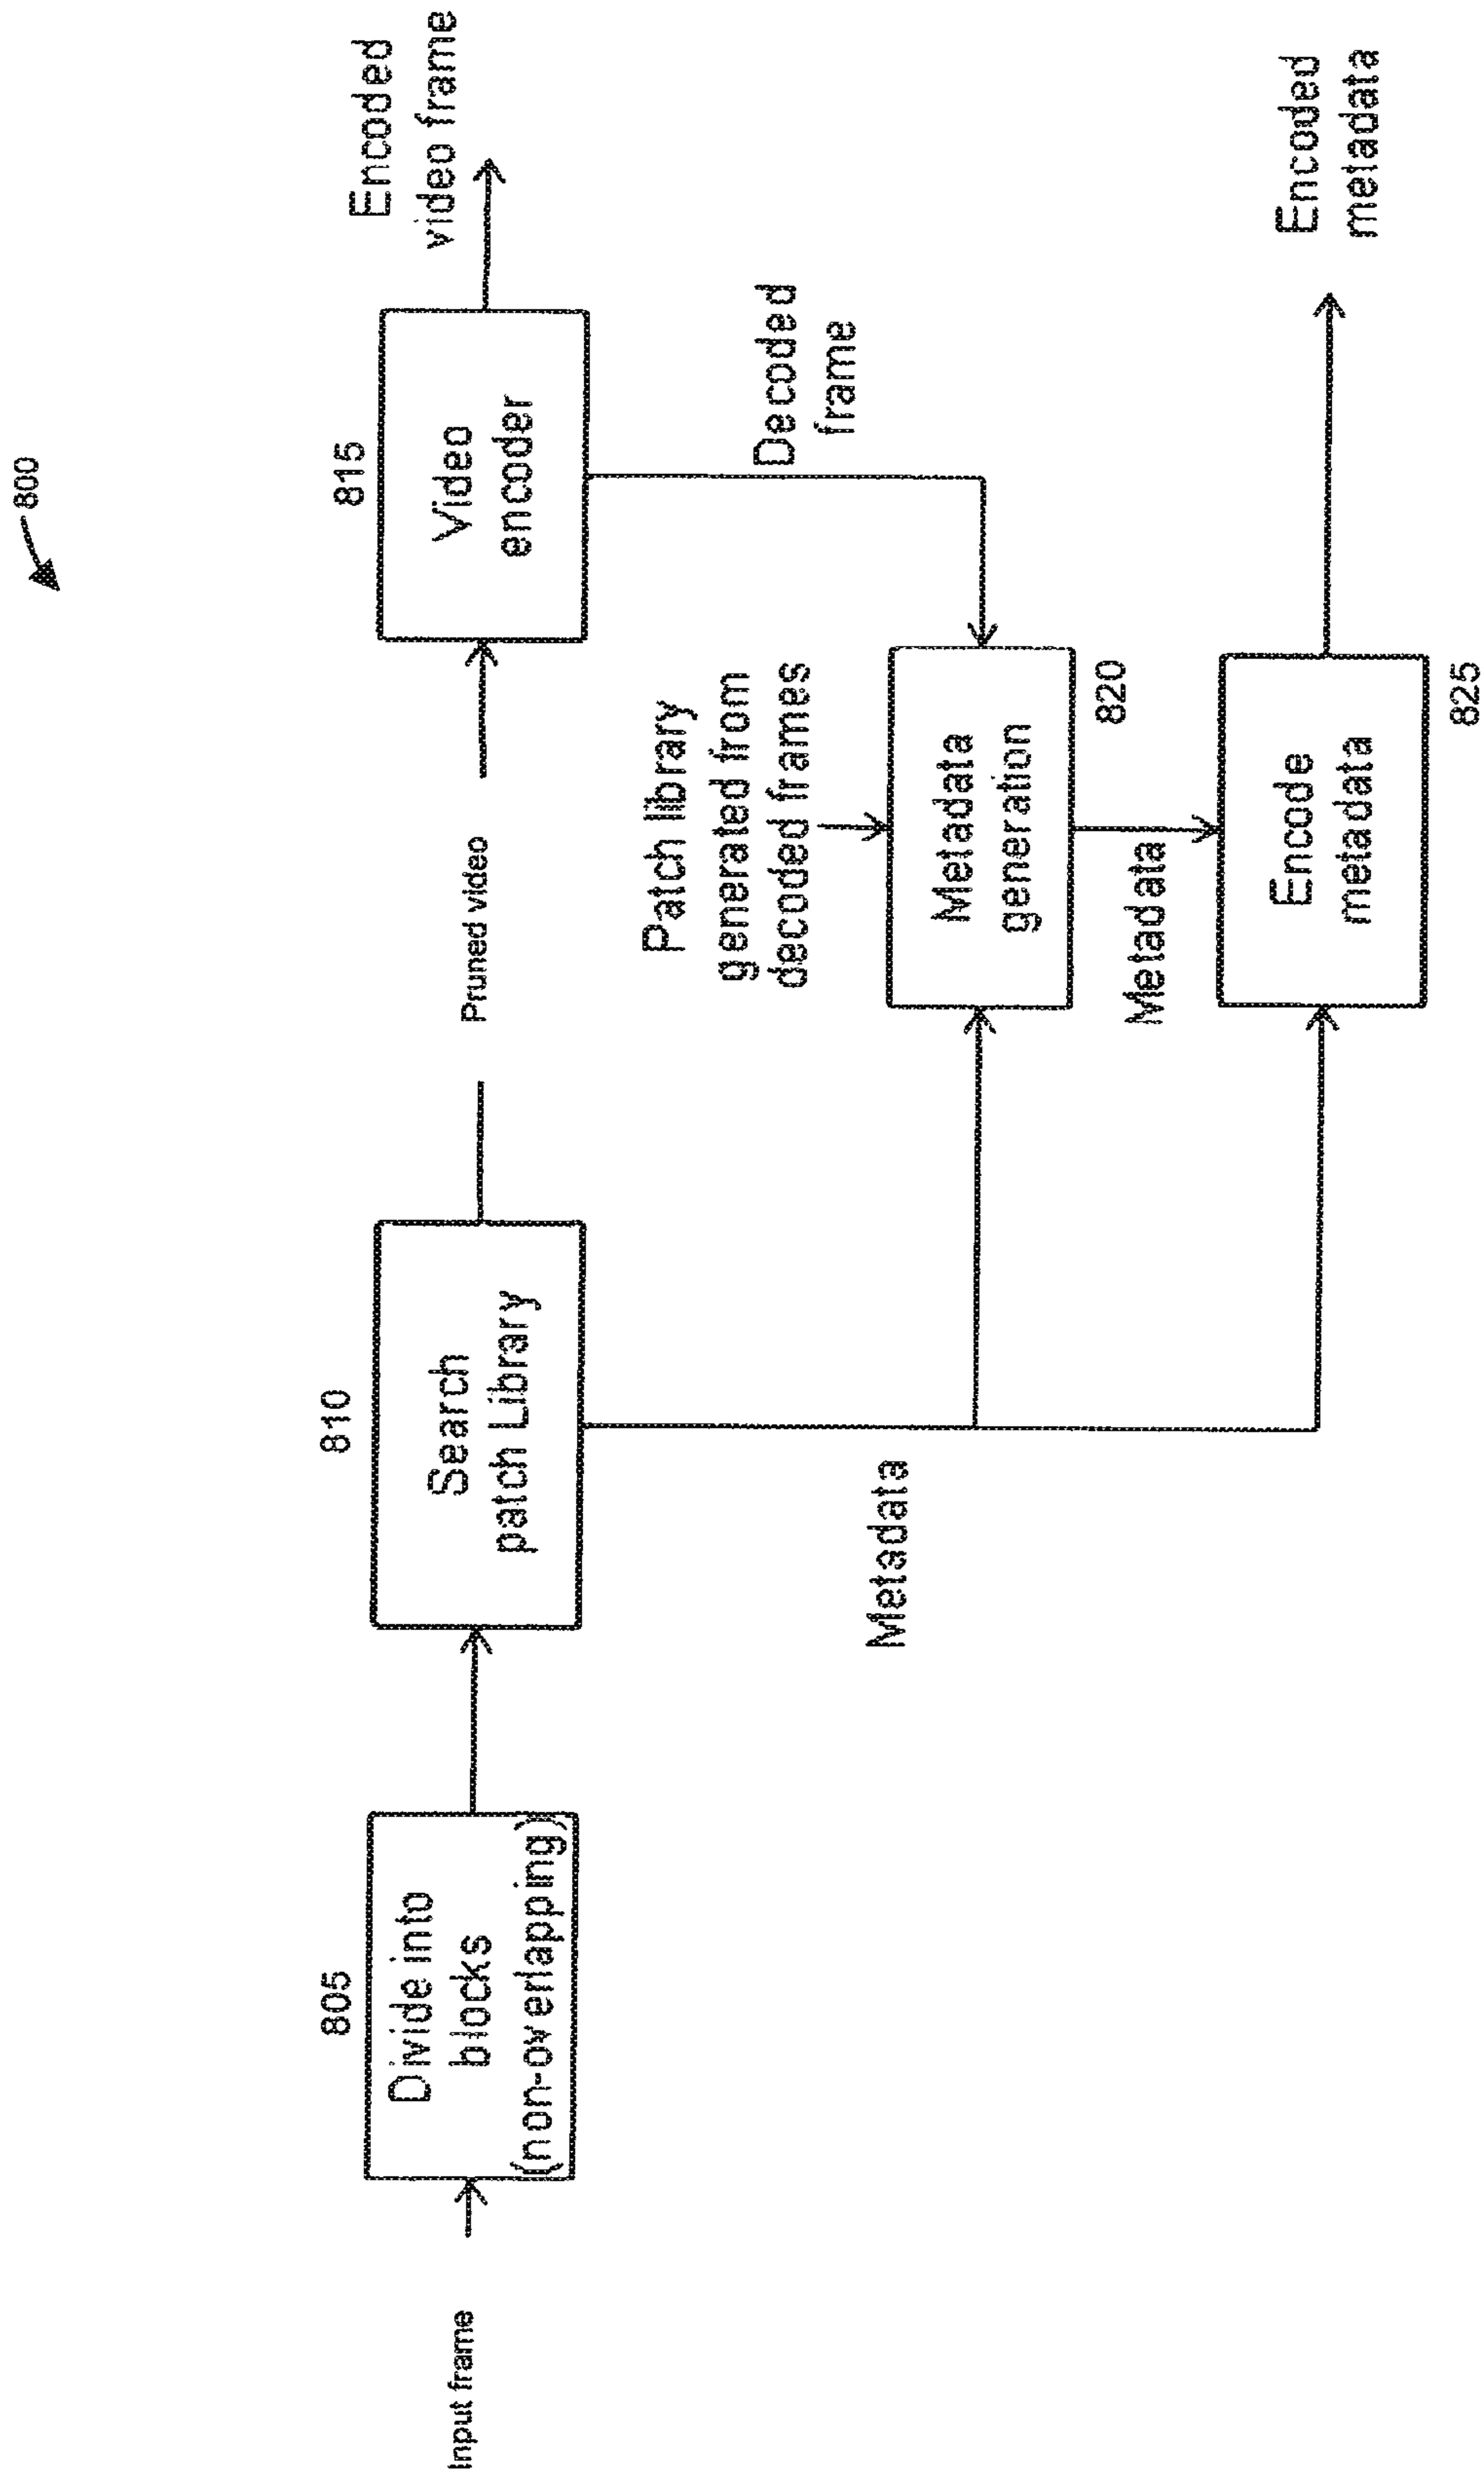 800
Input frame
805
Divide into
blocks
(non-overlapping)
810
Search
patch Library
Pruned video
815
Video
encoder
Encoded
video frame
Metadata
Patch library
generated from
decoded frames
Decoded
frame
Metadata
generation
820
Metadata
Encode
metadata
825
Encoded
metadata